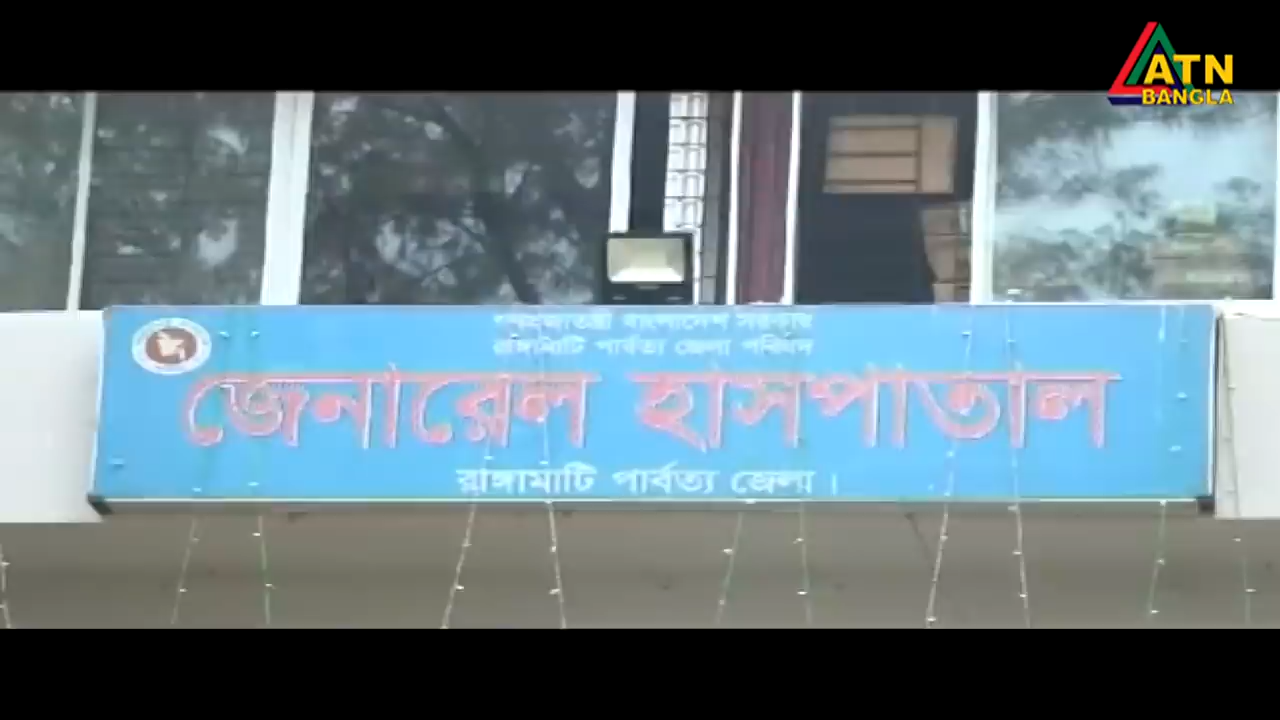 ATN
BANGLA
গণপ্রজাতন্ত্রী বাংলাদেশ সরকার
রাঙ্গামাটি পার্বত্য জেলা পরিষদ
জেনারেল হাসপাতাল
রাঙ্গামাটি পার্বত্য জেলা।